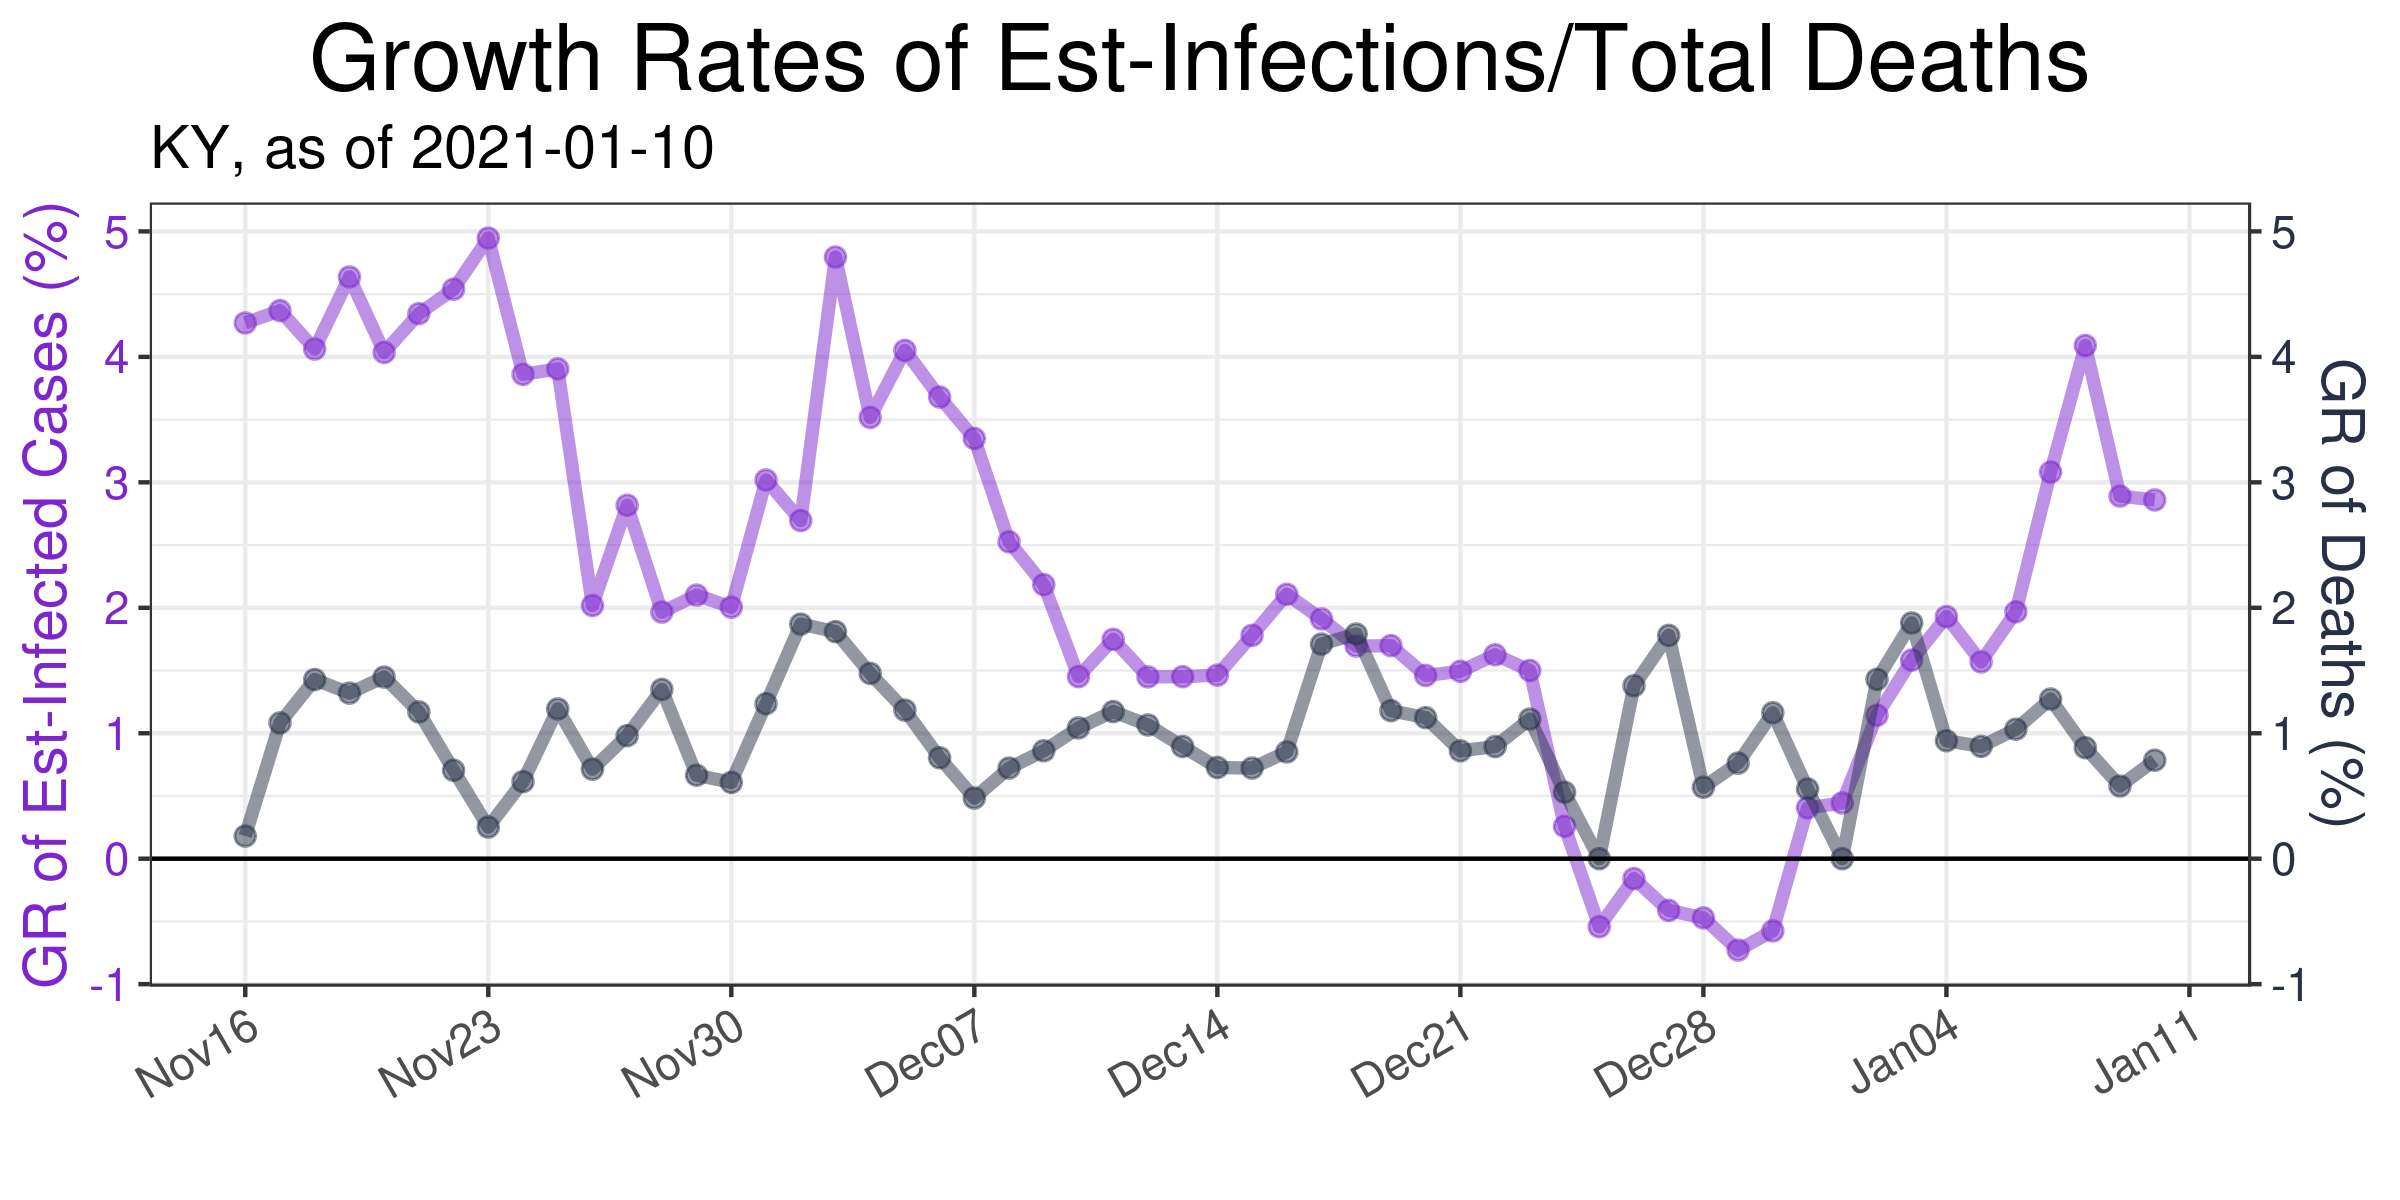 Growth Rates of Est-Infections/Total Deaths
KY, as of 2021-01-10
GR of Est-Infected Cases (%)
5
4
3
2
1
0
-1
5
4
3
2
1
0
-1
GR of Deaths (%)
Nov16
Nov23
Nov30
Dec07
Dec14
Dec21
Dec28
Jan04
Jan11